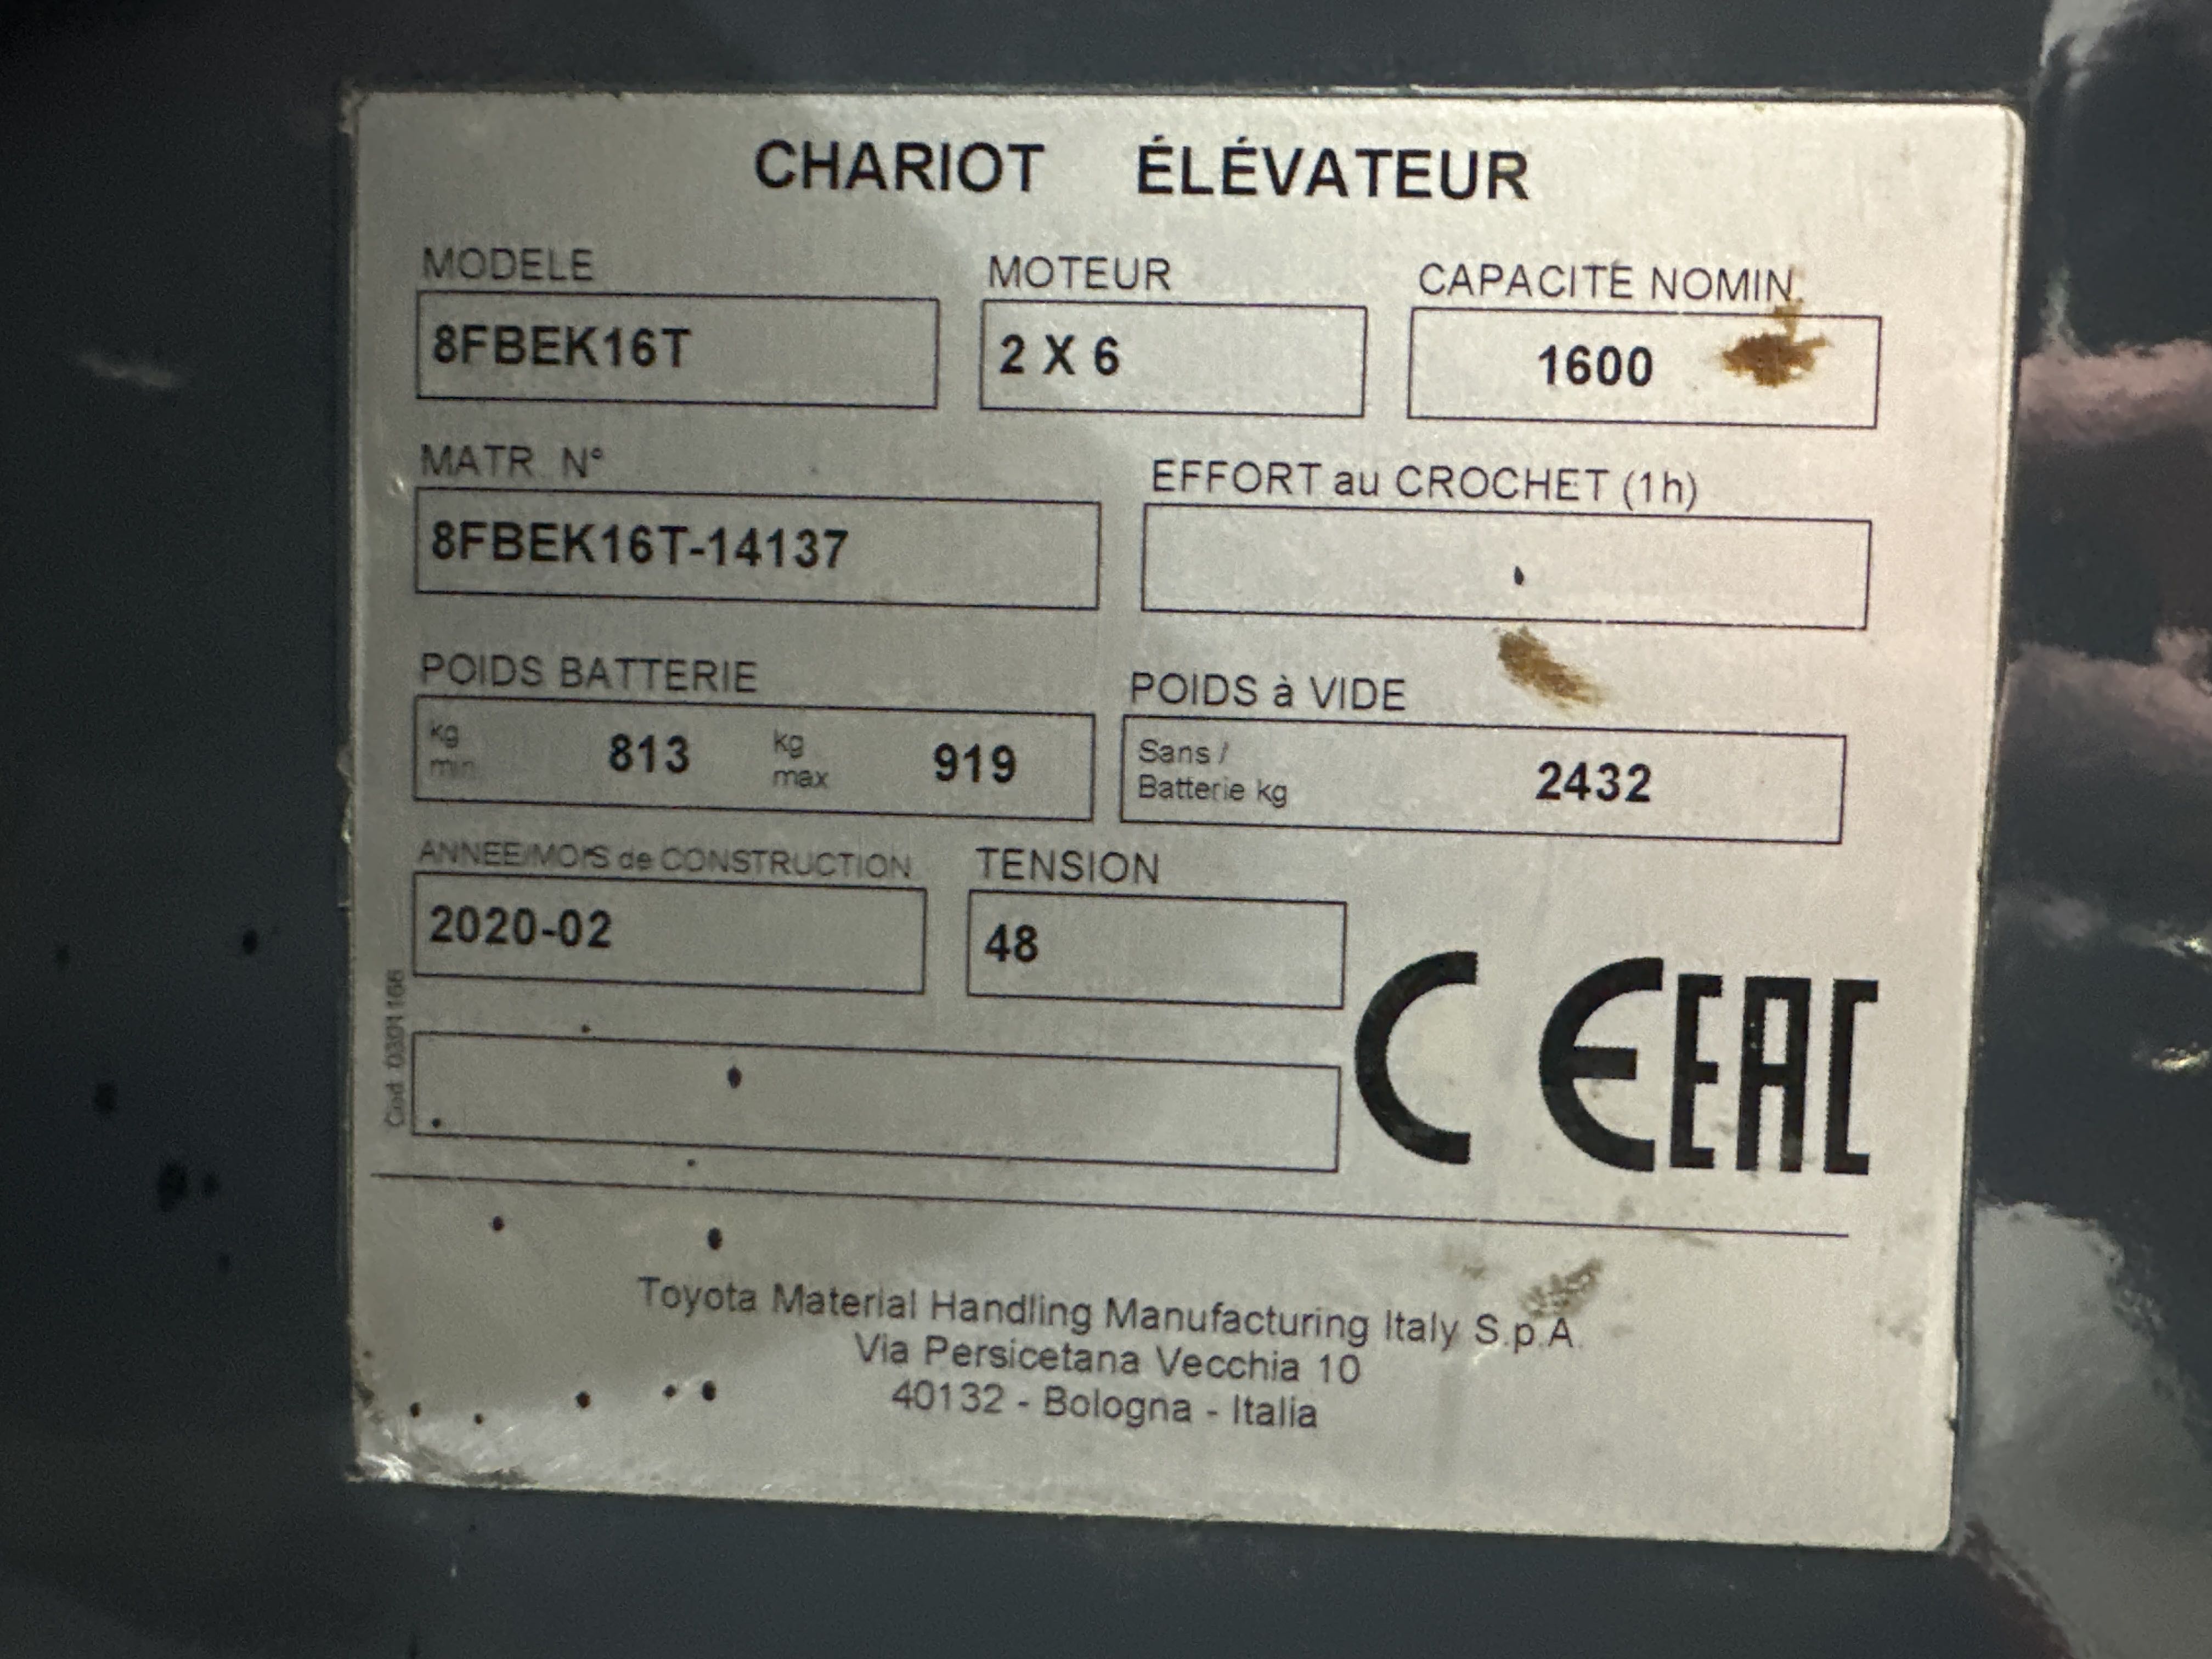 CHARIOT ÉLÉVATEUR
MODELE MOTEUR CAPACITÉ NOMIN.
8FBEK16T 2 X 6 1600
MATR. N° EFFORT au CROCHET (1h)
8FBEK16T-14137
POIDS BATTERIE POIDS à VIDE
kg min 813 kg max 919 Sans / Batterie kg 2432
ANNEE/MOIS de CONSTRUCTION TENSION
2020-02 48
CE EAC
Cod. 0301166
Toyota Material Handling Manufacturing Italy S.p.A.
Via Persicetana Vecchia 10
40132 - Bologna - Italia